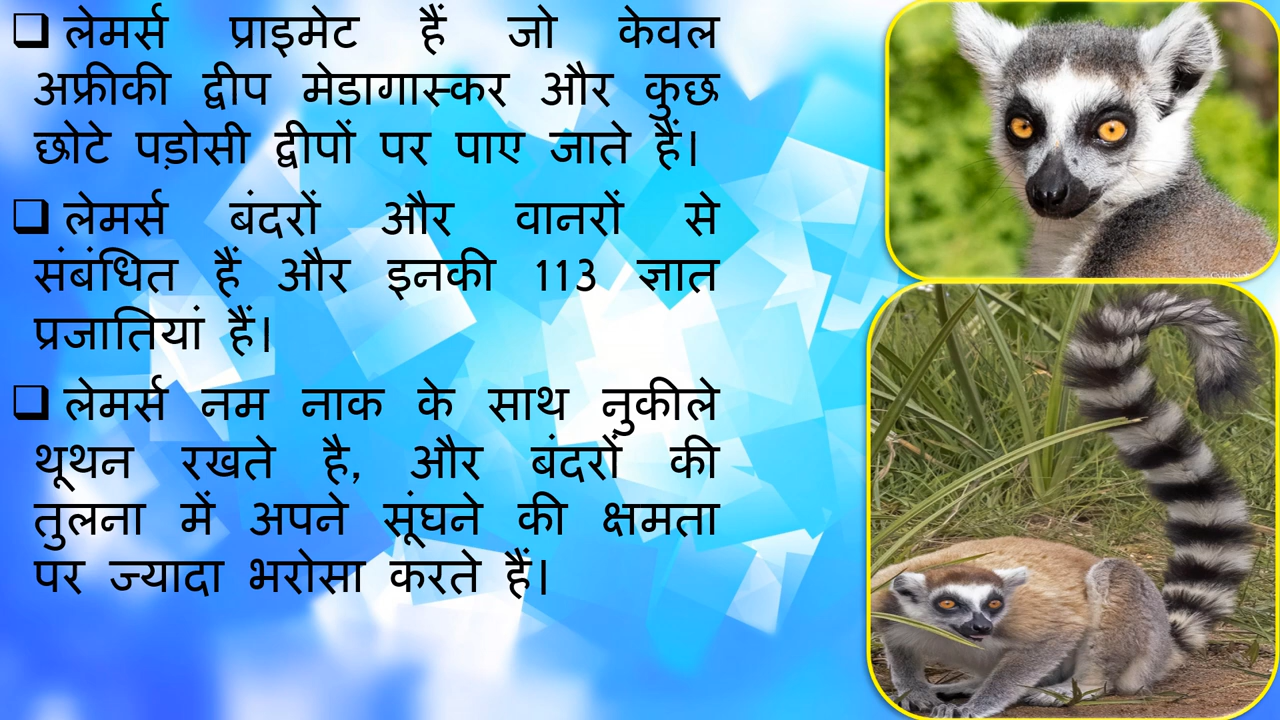 ❑ लेमर्स प्राइमेट हैं जो केवल
अफ्रीकी द्वीप मेडागास्कर और कुछ
छोटे पड़ोसी द्वीपों पर पाए जाते हैं।
❑ लेमर्स बंदरों और वानरों से
संबंधित हैं और इनकी 113 ज्ञात
प्रजातियां हैं।
❑ लेमर्स नम नाक के साथ नुकीले
थूथन रखते है, और बंदरों की
तुलना में अपने सूंघने की क्षमता
पर ज्यादा भरोसा करते हैं।